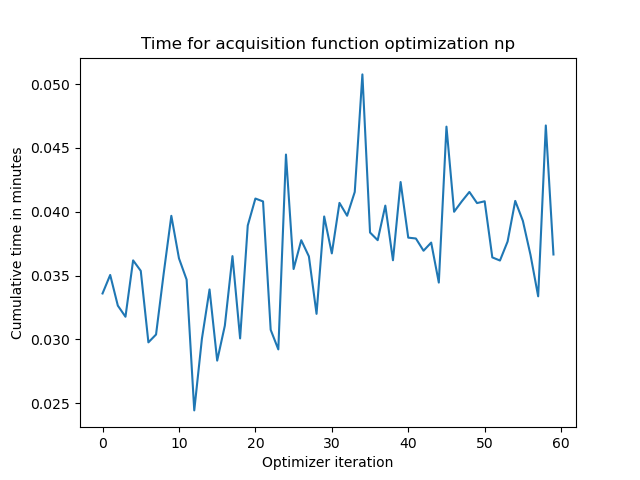 Time for acquisition function optimization np
Cumulative time in minutes
0.050
0.045
0.040
0.035
0.030
0.025
0 10 20 30 40 50 60
Optimizer iteration